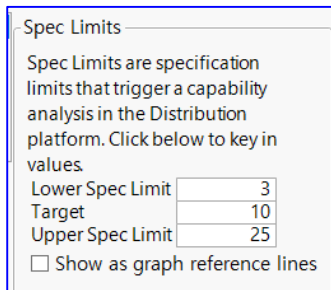 Spec Limits
Spec Limits are specification
limits that trigger a capability
analysis in the Distribution
platform. Click below to key in
values.
Lower Spec Limit 3
Target 10
Upper Spec Limit 25
Show as graph reference lines